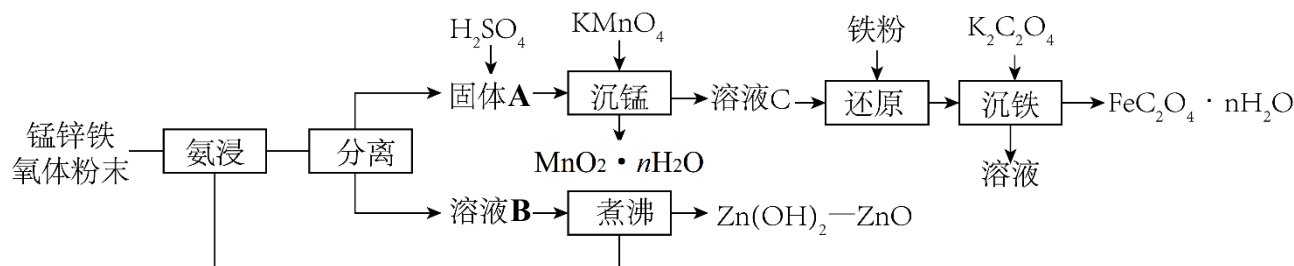 H₂SO₄
KMnO₄
铁粉
K₂C₂O₄
固体A
沉锰
溶液C
还原
沉铁
FeC₂O₄·nH₂O
锰锌铁
氧体粉末
氨浸
分离
MnO₂·nH₂O
溶液
溶液B
煮沸
Zn(OH)₂—ZnO